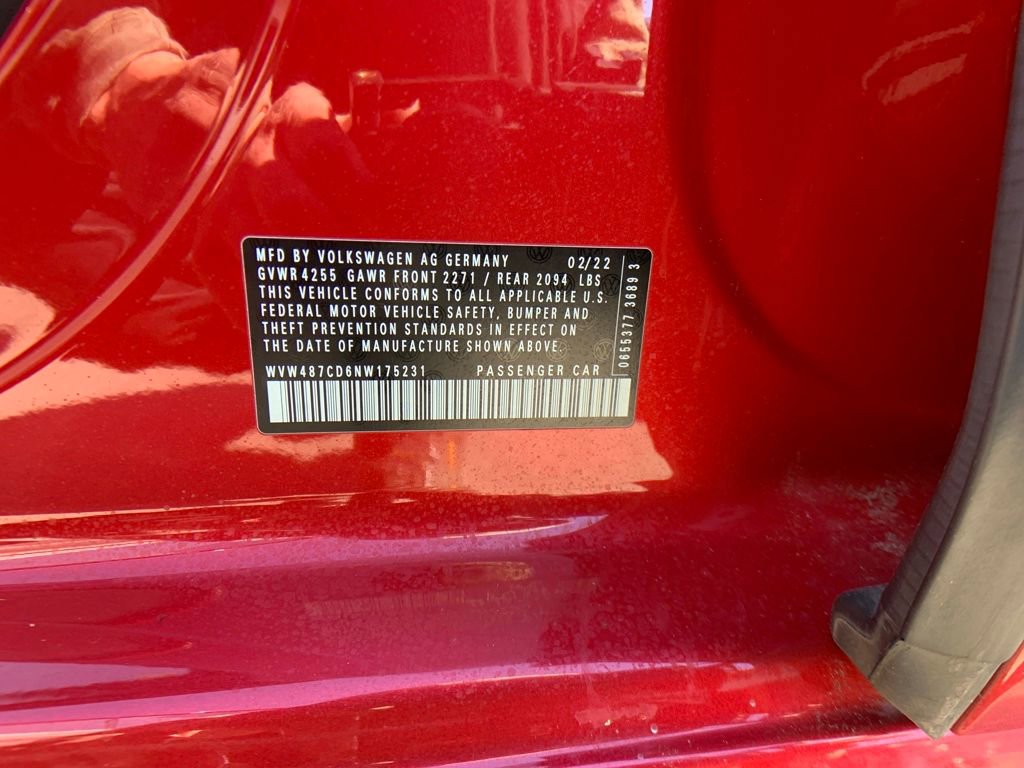 MFD BY VOLKSWAGEN AG GERMANY 02/22
GVWR 4255 GAWR FRONT 2271 / REAR 2094 LBS
THIS VEHICLE CONFORMS TO ALL APPLICABLE U.S.
FEDERAL MOTOR VEHICLE SAFETY, BUMPER AND
THEFT PREVENTION STANDARDS IN EFFECT ON
THE DATE OF MANUFACTURE SHOWN ABOVE.
WVW487CD6NW175231 PASSENGER CAR
0655377 3689 3